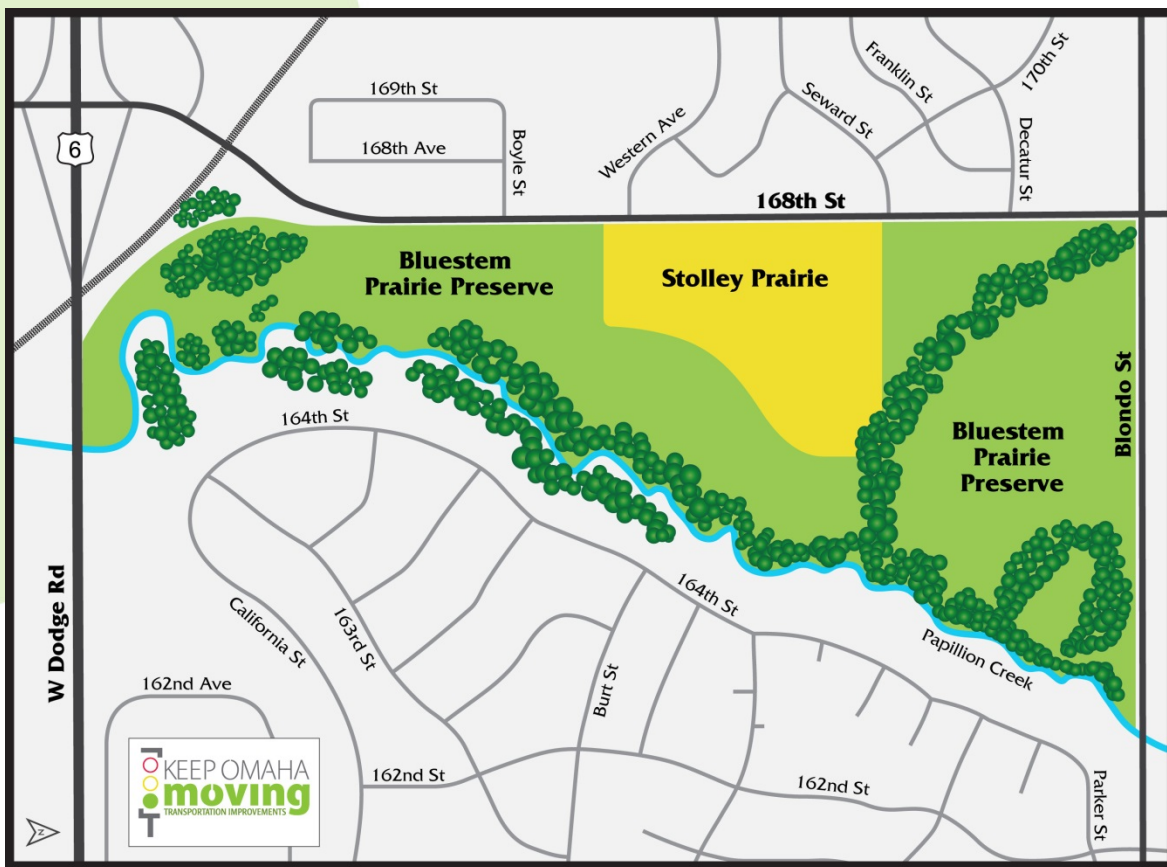 169th St
168th Ave
Boyle St
Western Ave
Seward St
Franklin St
170th St
Decatur St
6
168th St
Bluestem
Prairie Preserve
Stolley Prairie
Blondo St
Bluestem
Prairie
Preserve
164th St
W Dodge Rd
California St
163rd St
164th St
Burt St
Papillion Creek
162nd Ave
162nd St
162nd St
Parker St
KEEP OMAHA
moving
TRANSPORTATION IMPROVEMENTS
N